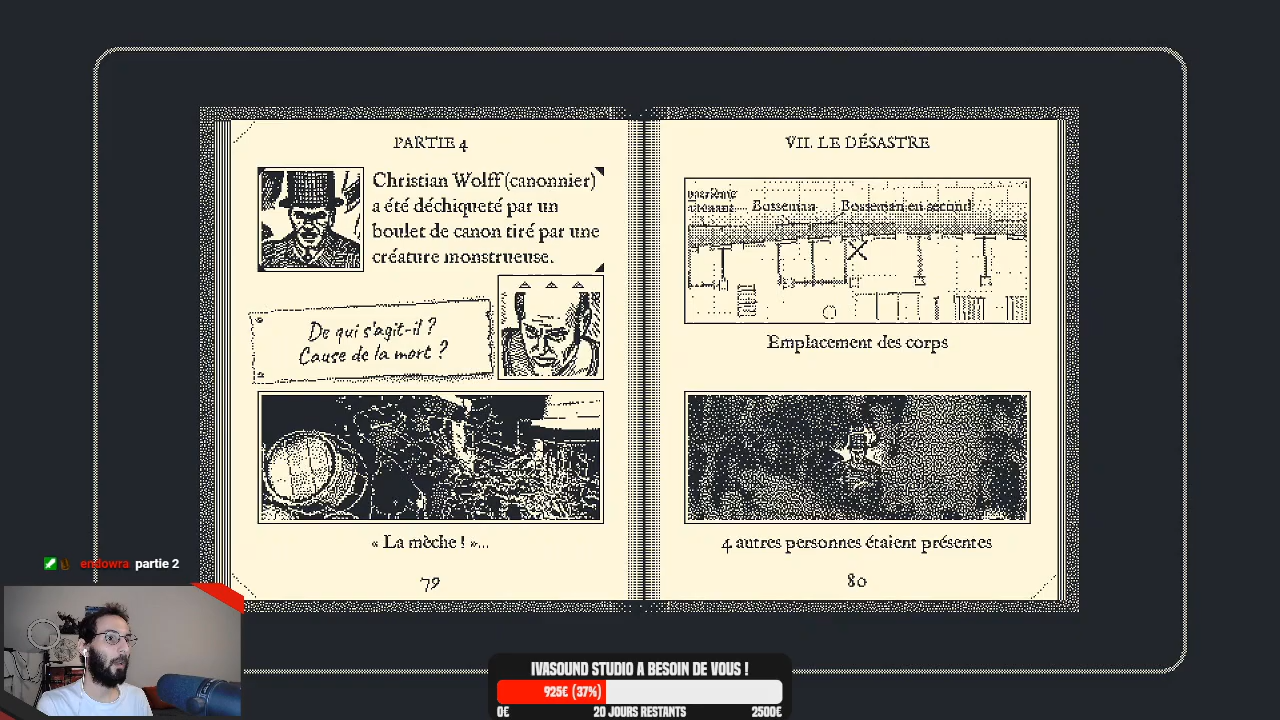 PARTIE 4
Christian Wolff (canonnier)
a été déchiqueté par un
boulet de canon tiré par une
créature monstrueuse.
De qui s'agit-il ?
Cause de la mort ?
« La mèche ! »...
79
VII. LE DÉSASTRE
Bosseman
Bosseman en second
Emplacement des corps
4 autres personnes étaient présentes
80
endowra partie 2
IVASOUND STUDIO A BESOIN DE VOUS !
925€ (37%)
0€ 20 JOURS RESTANTS 2500€